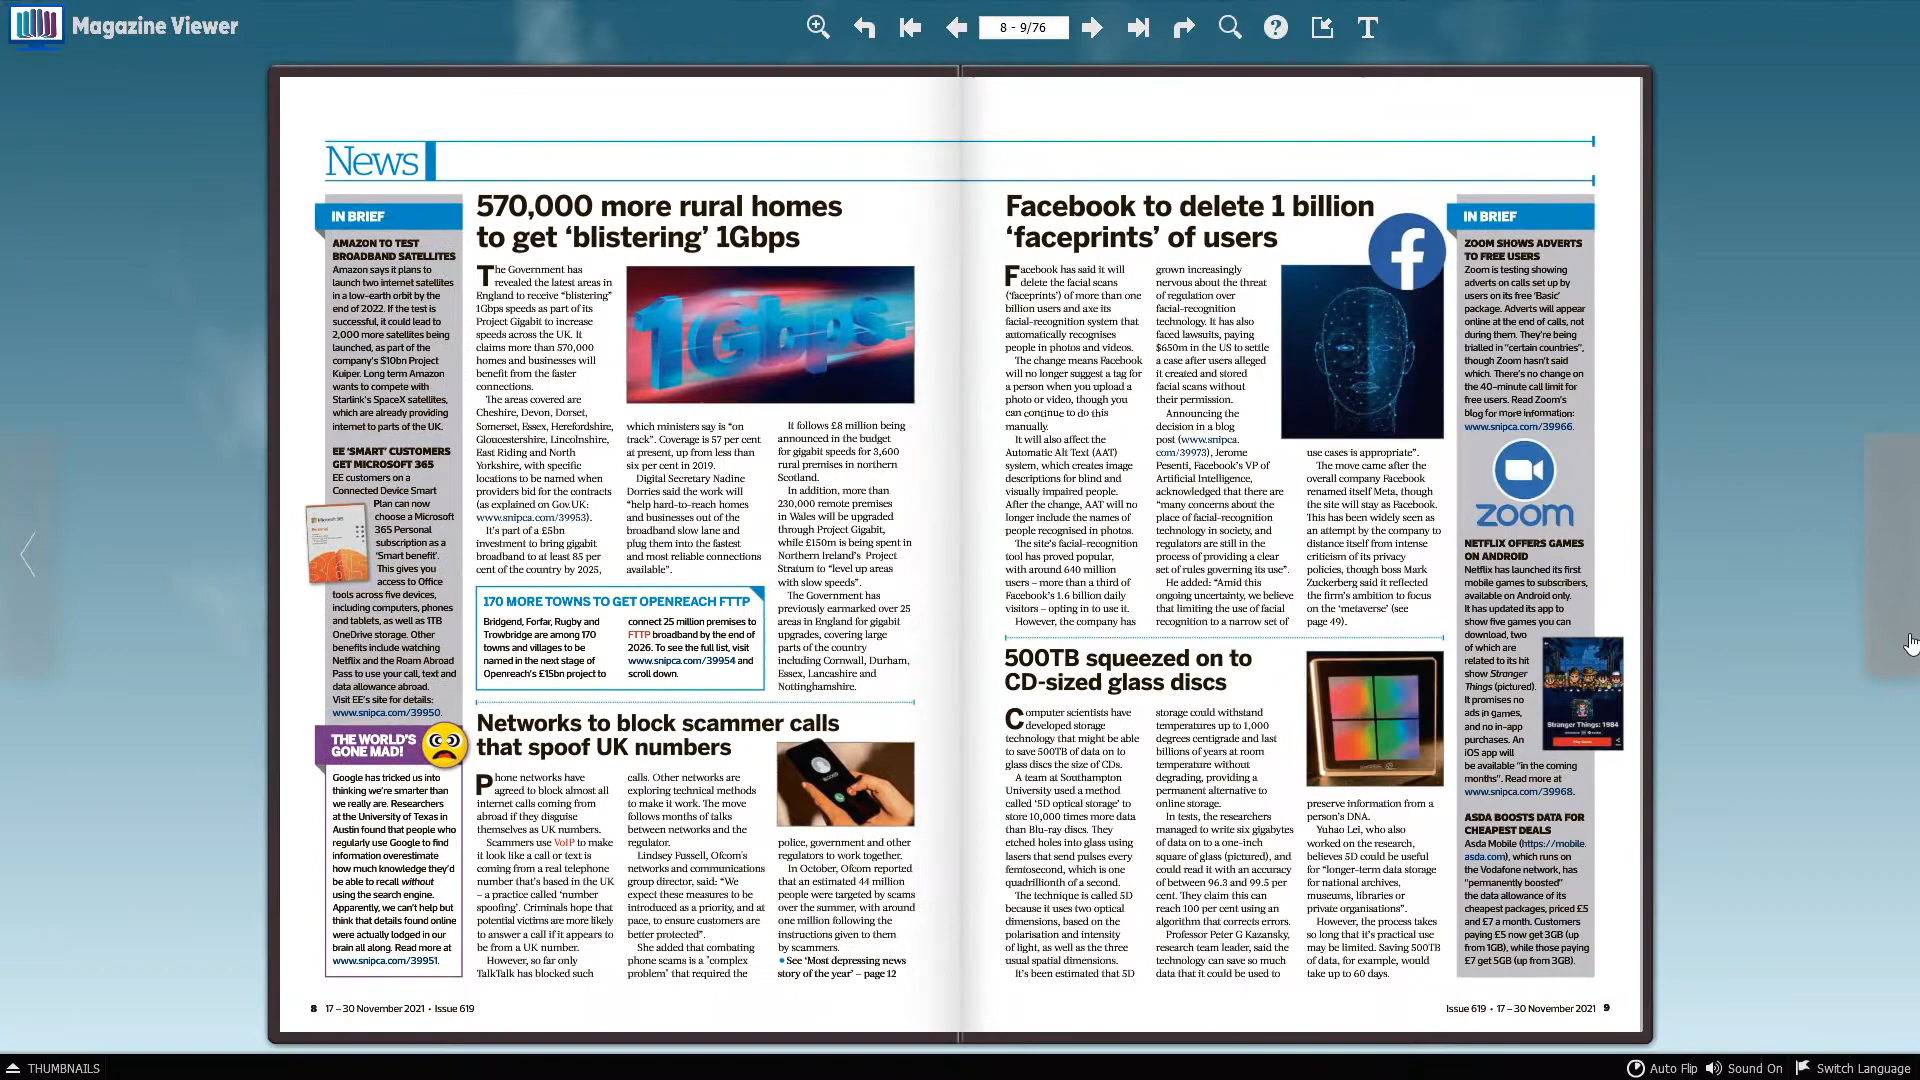 Magazine Viewer
8 - 9/76
News
IN BRIEF
AMAZON TO TEST
BROADBAND SATELLITES
Amazon says it plans to
launch two internet satellites
in a low-earth orbit by the
end of 2022. If the test is
successful, it could lead to
2,000 more satellites being
launched, as part of the
company's $10bn Project
Kuiper. Long term Amazon
wants to compete with
Starlink's SpaceX satellites,
which are already providing
internet to parts of the UK.
EE 'SMART' CUSTOMERS
GET MICROSOFT 365
EE customers on a
Connected Device Smart
Plan can now
choose a Microsoft
365 Personal
subscription as a
'Smart benefit'.
This gives you
access to Office
tools across five devices,
including computers, phones
and tablets, as well as 1TB
OneDrive storage. Other
benefits include watching
Netflix and the Roam Abroad
Pass to use your call, text and
data allowance abroad.
Visit EE's site for details:
www.snipca.com/39950.
Microsoft 365
THE WORLD'S
GONE MAD!
Google has tricked us into
thinking we're smarter than
we really are. Researchers
at the University of Texas in
Austin found that people who
regularly use Google to find
information overestimate
how much knowledge they'd
be able to recall without
using the search engine.
Apparently, we can't help but
think that details found online
were actually lodged in our
brain all along. Read more at
www.snipca.com/39951.
570,000 more rural homes
to get 'blistering' 1Gbps
The Government has
revealed the latest areas in
England to receive "blistering"
1Gbps speeds as part of its
Project Gigabit to increase
speeds across the UK. It
claims more than 570,000
homes and businesses will
benefit from the faster
connections.
The areas covered are
Cheshire, Devon, Dorset,
Somerset, Essex, Herefordshire,
Gloucestershire, Lincolnshire,
East Riding and North
Yorkshire, with specific
locations to be named when
providers bid for the contracts
(as explained on Gov.UK:
www.snipca.com/39953).
It's part of a £5bn
investment to bring gigabit
broadband to at least 85 per
cent of the country by 2025,
1Gbps
which ministers say is "on
track". Coverage is 57 per cent
at present, up from less than
six per cent in 2019.
Digital Secretary Nadine
Dorries said the work will
"help hard-to-reach homes
and businesses out of the
broadband slow lane and
plug them into the fastest
and most reliable connections
available".
It follows £8 million being
announced in the budget
for gigabit speeds for 3,600
rural premises in northern
Scotland.
In addition, more than
230,000 remote premises
in Wales will be upgraded
through Project Gigabit,
while £150m is being spent in
Northern Ireland's Project
Stratum to "level up areas
with slow speeds".
The Government has
previously earmarked over 25
areas in England for gigabit
upgrades, covering large
parts of the country
including Cornwall, Durham,
Essex, Lancashire and
Nottinghamshire.
170 MORE TOWNS TO GET OPENREACH FTTP
Bridgend, Forfar, Rugby and
Trowbridge are among 170
towns and villages to be
named in the next stage of
Openreach's £15bn project to
connect 25 million premises to
FTTP broadband by the end of
2026. To see the full list, visit
www.snipca.com/39954 and
scroll down.
Networks to block scammer calls
that spoof UK numbers
Phone networks have
agreed to block almost all
internet calls coming from
abroad if they disguise
themselves as UK numbers.
Scammers use VoIP to make
it look like a call or text is
coming from a real telephone
number that's based in the UK
– a practice called 'number
spoofing'. Criminals hope that
potential victims are more likely
to answer a call if it appears to
be from a UK number.
However, so far only
TalkTalk has blocked such
calls. Other networks are
exploring technical methods
to make it work. The move
follows months of talks
between networks and the
regulator.
Lindsey Fussell, Ofcom's
networks and communications
group director, said: "We
expect these measures to be
introduced as a priority, and at
pace, to ensure customers are
better protected".
She added that combating
phone scams is a "complex
problem" that required the
police, government and other
regulators to work together.
In October, Ofcom reported
that an estimated 44 million
people were targeted by scams
over the summer, with around
one million following the
instructions given to them
by scammers.
• See 'Most depressing news
story of the year' – page 12
8 17 – 30 November 2021 • Issue 619
Facebook to delete 1 billion
'faceprints' of users
Facebook has said it will
delete the facial scans
('faceprints') of more than one
billion users and axe its
facial-recognition system that
automatically recognises
people in photos and videos.
The change means Facebook
will no longer suggest a tag for
a person when you upload a
photo or video, though you
can continue to do this
manually.
It will also affect the
Automatic Alt Text (AAT)
system, which creates image
descriptions for blind and
visually impaired people.
After the change, AAT will no
longer include the names of
people recognised in photos.
The site's facial-recognition
tool has proved popular,
with around 640 million
users – more than a third of
Facebook's 1.6 billion daily
visitors – opting in to use it.
However, the company has
grown increasingly
nervous about the threat
of regulation over
facial-recognition
technology. It has also
faced lawsuits, paying
$650m in the US to settle
a case after users alleged
it created and stored
facial scans without
their permission.
Announcing the
decision in a blog
post (www.snipca.
com/39973), Jerome
Pesenti, Facebook's VP of
Artificial Intelligence,
acknowledged that there are
"many concerns about the
place of facial-recognition
technology in society, and
regulators are still in the
process of providing a clear
set of rules governing its use".
He added: "Amid this
ongoing uncertainty, we believe
that limiting the use of facial
recognition to a narrow set of
use cases is appropriate".
The move came after the
overall company Facebook
renamed itself Meta, though
the site will stay as Facebook.
This has been widely seen as
an attempt by the company to
distance itself from intense
criticism of its privacy
policies, though boss Mark
Zuckerberg said it reflected
the firm's ambition to focus
on the 'metaverse' (see
page 49).
500TB squeezed on to
CD-sized glass discs
Computer scientists have
developed storage
technology that might be able
to save 500TB of data on to
glass discs the size of CDs.
A team at Southampton
University used a method
called '5D optical storage' to
store 10,000 times more data
than Blu-ray discs. They
etched holes into glass using
lasers that send pulses every
femtosecond, which is one
quadrillionth of a second.
The technique is called 5D
because it uses two optical
dimensions, based on the
polarisation and intensity
of light, as well as the three
usual spatial dimensions.
It's been estimated that 5D
storage could withstand
temperatures up to 1,000
degrees centigrade and last
billions of years at room
temperature without
degrading, providing a
permanent alternative to
online storage.
In tests, the researchers
managed to write six gigabytes
of data on to a one-inch
square of glass (pictured), and
could read it with an accuracy
of between 96.3 and 99.5 per
cent. They claim this can
reach 100 per cent using an
algorithm that corrects errors.
Professor Peter G Kazansky,
research team leader, said the
technology can save so much
data that it could be used to
preserve information from a
person's DNA.
Yuhao Lei, who also
worked on the research,
believes 5D could be useful
for "longer-term data storage
for national archives,
museums, libraries or
private organisations".
However, the process takes
so long that it's practical use
may be limited. Saving 500TB
of data, for example, would
take up to 60 days.
IN BRIEF
ZOOM SHOWS ADVERTS
TO FREE USERS
Zoom is testing showing
adverts on calls set up by
users on its free 'Basic'
package. Adverts will appear
online at the end of calls, not
during them. They're being
trialled in "certain countries",
though Zoom hasn't said
which. There's no change on
the 40-minute call limit for
free users. Read Zoom's
blog for more information:
www.snipca.com/39966.
zoom
NETFLIX OFFERS GAMES
ON ANDROID
Netflix has launched its first
mobile games to subscribers,
available on Android only.
It has updated its app to
show five games you can
download, two
of which are
related to its hit
show Stranger
Things (pictured).
It promises no
ads in games,
and no in-app
purchases. An
iOS app will
be available "in the coming
months". Read more at
www.snipca.com/39968.
Stranger Things: 1984
ASDA BOOSTS DATA FOR
CHEAPEST DEALS
Asda Mobile (https://mobile.
asda.com), which runs on
the Vodafone network, has
"permanently boosted"
the data allowance of its
cheapest packages, priced £5
and £7 a month. Customers
paying £5 now get 3GB (up
from 1GB), while those paying
£7 get 5GB (up from 3GB).
Issue 619 • 17 – 30 November 2021 9
THUMBNAILS
Auto Flip
Sound On
Switch Language